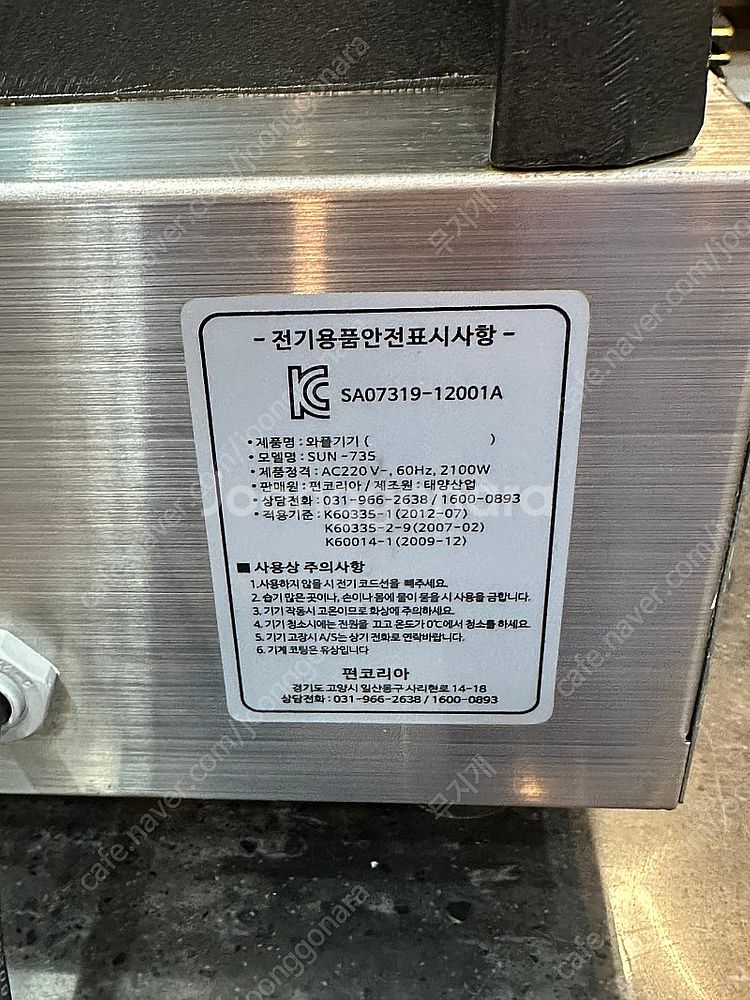 - 전기용품안전표시사항 -
KC SA07319-12001A
• 제품명 : 와플기기 ( )
• 모델명 : SUN -735
• 제품정격 : AC220 V~, 60Hz, 2100W
• 판매원 : 펀코리아 / 제조원 : 태양산업
• 상담전화 : 031-966-2638 / 1600-0893
• 적용기준 : K60335-1 (2012-07)
K60335-2-9 (2007-02)
K60014-1 (2009-12)
■ 사용상 주의사항
1.사용하지 않을 시 전기 코드선을 빼주세요.
2. 습기 많은 곳이나, 손이나 몸에 물이 묻을 시 사용을 금합니다.
3. 기기 작동시 고온이므로 화상에 주의하세요.
4. 기기 청소시에는 전원을 끄고 온도가 0℃에서 청소를 하세요.
5. 기기 고장시 A/S는 상기 전화로 연락바랍니다.
6. 기계 코팅은 유상입니다
펀코리아
경기도 고양시 일산동구 사리현로 14-18
상담전화 : 031-966-2638 / 1600-0893
cafe.naver.com/joonggonara
무지개